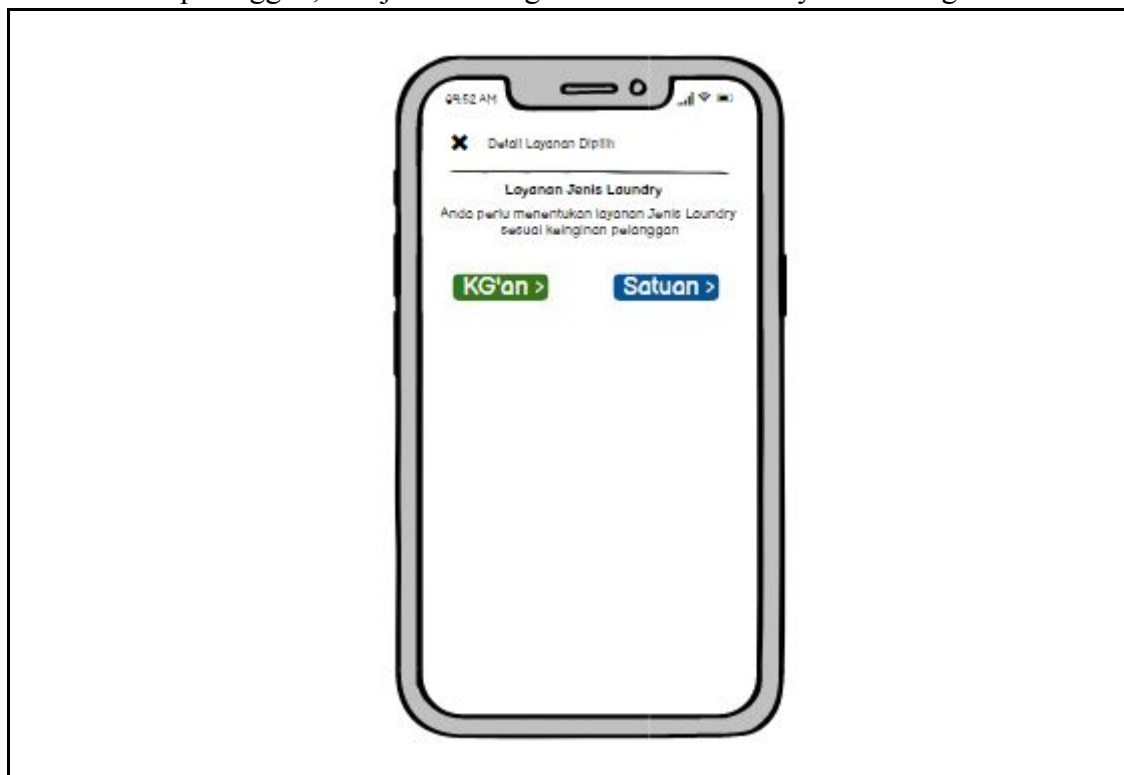 09:52 AM
Detail Layanan Dipilih
Layanan Jenis Laundry
Anda perlu menentukan layanan Jenis Laundry
sesuai keinginan pelanggan
KG'an >
Satuan >